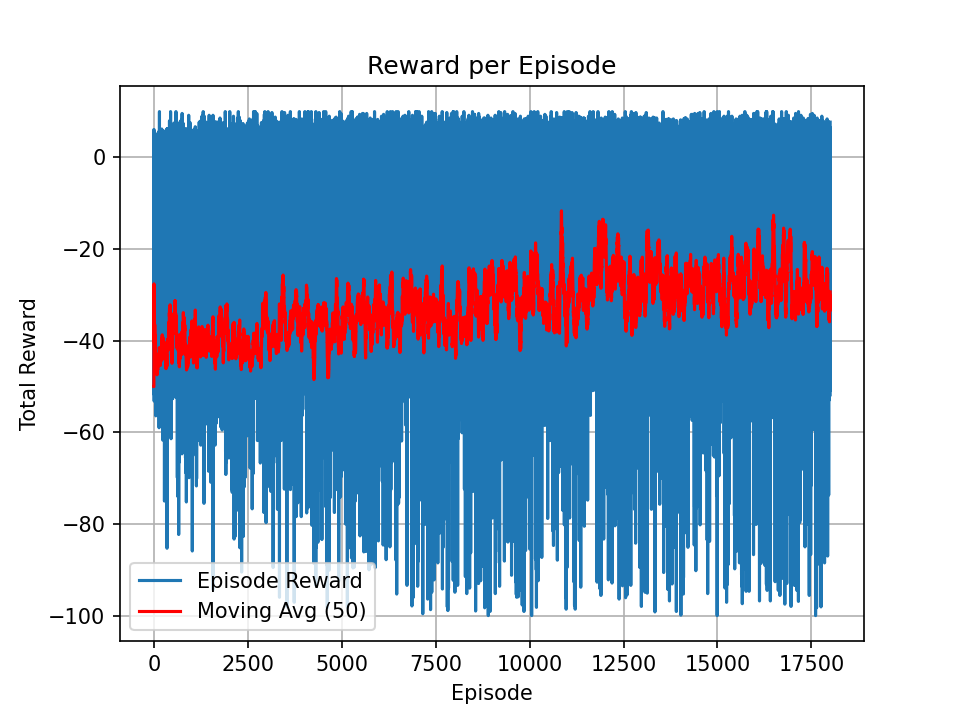 Reward per Episode
Total Reward
0
−20
−40
−60
−80
−100
Episode Reward
Moving Avg (50)
0 2500 5000 7500 10000 12500 15000 17500
Episode